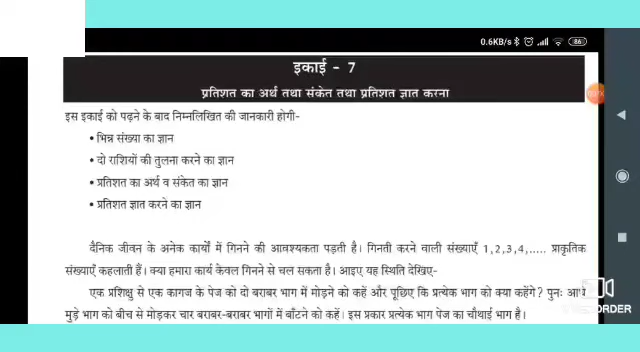 0.6KB/s 86
इकाई - 7
प्रतिशत का अर्थ तथा संकेत तथा प्रतिशत ज्ञात करना
इस इकाई को पढ़ने के बाद निम्नलिखित की जानकारी होगी-
• भिन्न संख्या का ज्ञान
• दो राशियों की तुलना करने का ज्ञान
• प्रतिशत का अर्थ व संकेत का ज्ञान
• प्रतिशत ज्ञात करने का ज्ञान
दैनिक जीवन के अनेक कार्यों में गिनने की आवश्यकता पड़ती है। गिनती करने वाली संख्याएँ 1,2,3,4,..... प्राकृतिक
संख्याएँ कहलाती हैं। क्या हमारा कार्य केवल गिनने से चल सकता है। आइए यह स्थिति देखिए-
एक प्रशिक्षु से एक कागज के पेज को दो बराबर भाग में मोड़ने को कहें और पूछिए कि प्रत्येक भाग को क्या कहेंगे? पुनः आधे
मुड़े भाग को बीच से मोड़कर चार बराबर-बराबर भागों में बाँटने को कहें। इस प्रकार प्रत्येक भाग पेज का चौथाई भाग है।
RECORDER